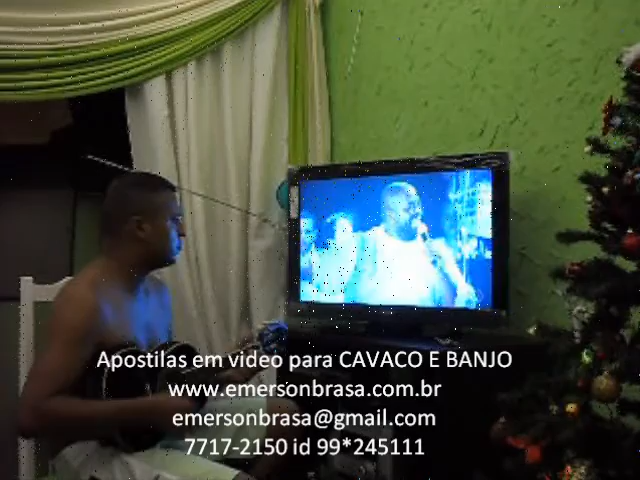 Apostilas em video para CAVACO E BANJO
www.emersonbrasa.com.br
emersonbrasa@gmail.com
7717-2150 id 99*245111